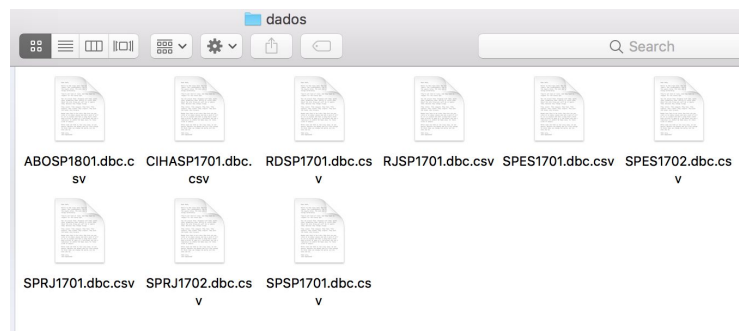 dados
Search
ABOSP1801.dbc.c
sv
CIHASP1701.dbc.
csv
RDSP1701.dbc.cs
v
RJSP1701.dbc.csv
SPES1701.dbc.csv
SPES1702.dbc.cs
v
SPRJ1701.dbc.csv
SPRJ1702.dbc.cs
v
SPSP1701.dbc.cs
v